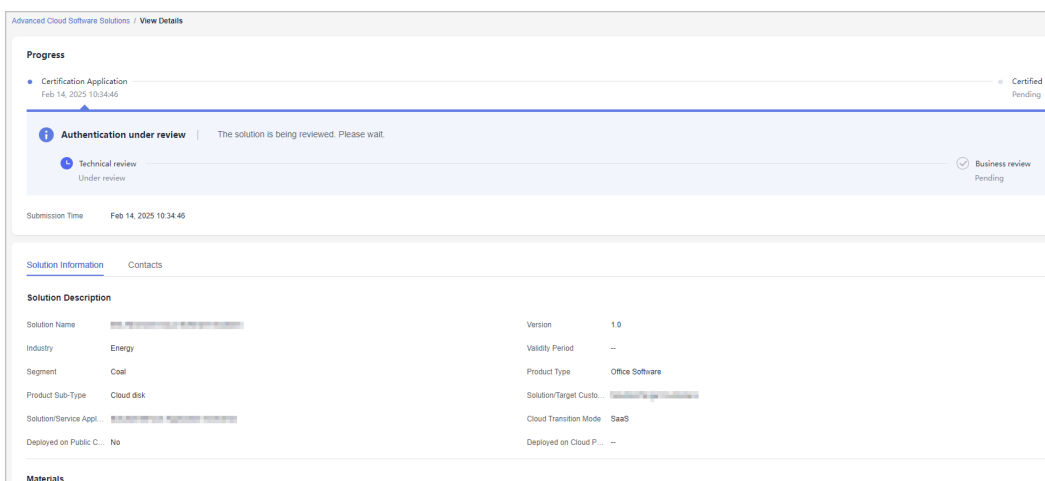 Advanced Cloud Software Solutions / View Details
Progress
Certification Application
Feb 14, 2025 10:34:46
Certified
Pending
Authentication under review | The solution is being reviewed. Please wait.
Technical review
Under review
Business review
Pending
Submission Time Feb 14, 2025 10:34:46
Solution Information Contacts
Solution Description
Solution Name Version 1.0
Industry Energy Validity Period --
Segment Coal Product Type Office Software
Product Sub-Type Cloud disk Solution/Target Custo...
Solution/Service Appl... Cloud Transition Mode SaaS
Deployed on Public C... No Deployed on Cloud P... --
Materials